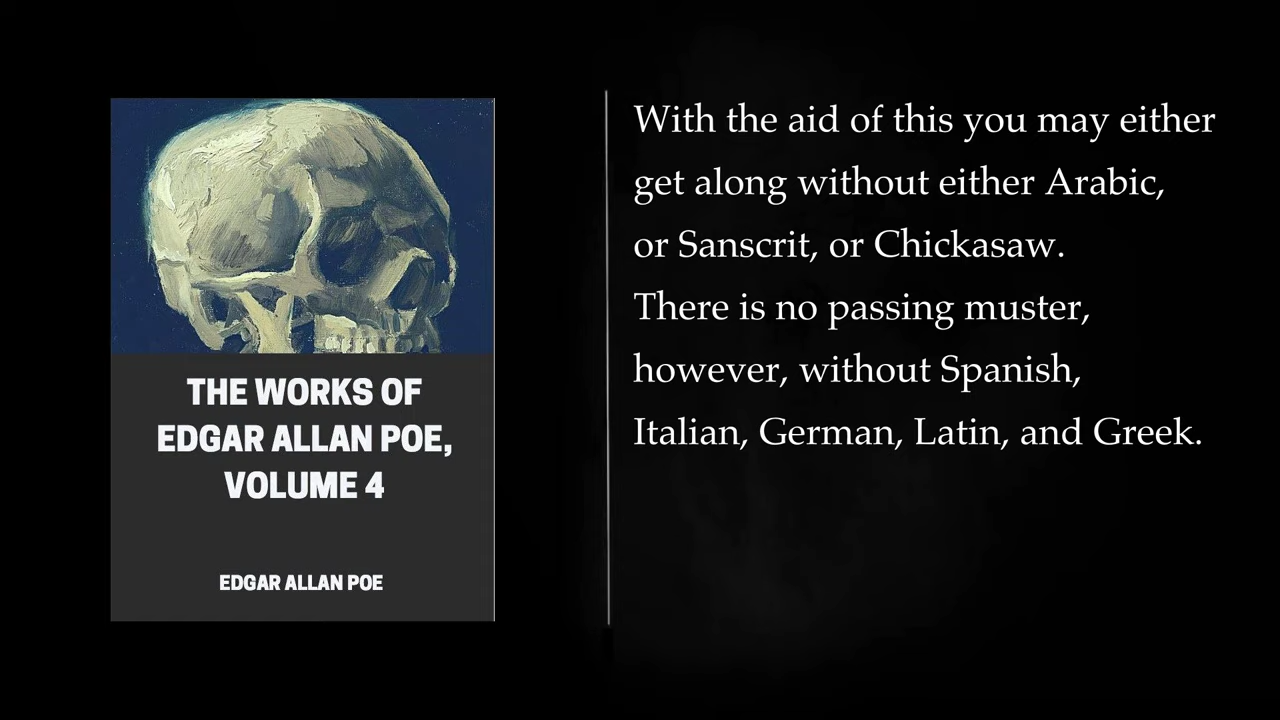 THE WORKS OF
EDGAR ALLAN POE,
VOLUME 4
EDGAR ALLAN POE
With the aid of this you may either
get along without either Arabic,
or Sanscrit, or Chickasaw.
There is no passing muster,
however, without Spanish,
Italian, German, Latin, and Greek.